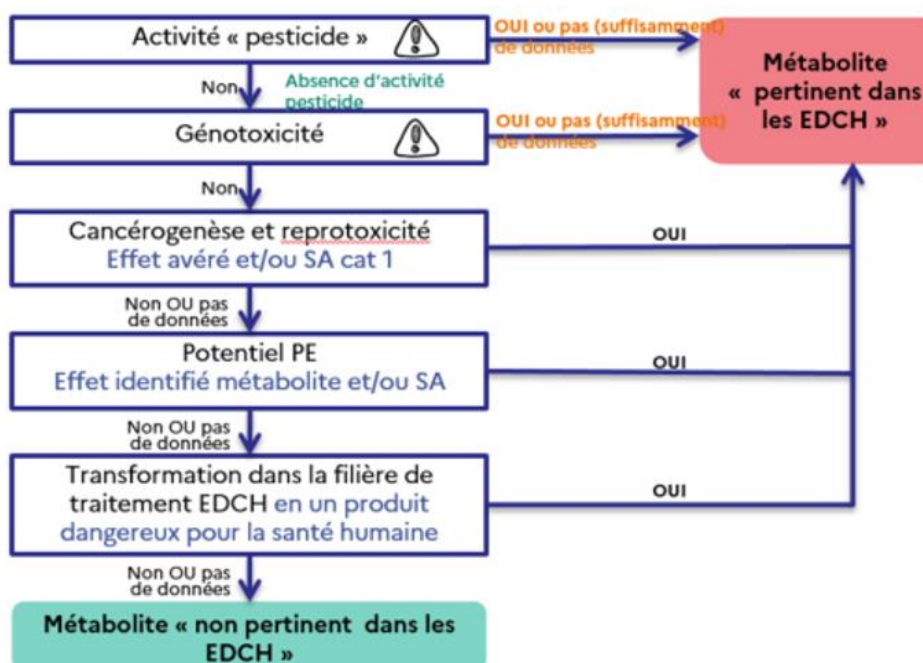 Activité « pesticide »
OUI ou pas (suffisamment)
de données
Métabolite
« pertinent dans
les EDCH »
Non
Absence d'activité
pesticide
Génotoxicité
OUI ou pas (suffisamment)
de données
Non
Cancérogenèse et reprotoxicité
Effet avéré et/ou SA cat 1
OUI
Non OU pas
de données
Potentiel PE
Effet identifié métabolite et/ou SA
OUI
Non OU pas
de données
Transformation dans la filière de
traitement EDCH en un produit
dangereux pour la santé humaine
OUI
Non OU pas
de données
Métabolite « non pertinent dans les
EDCH »